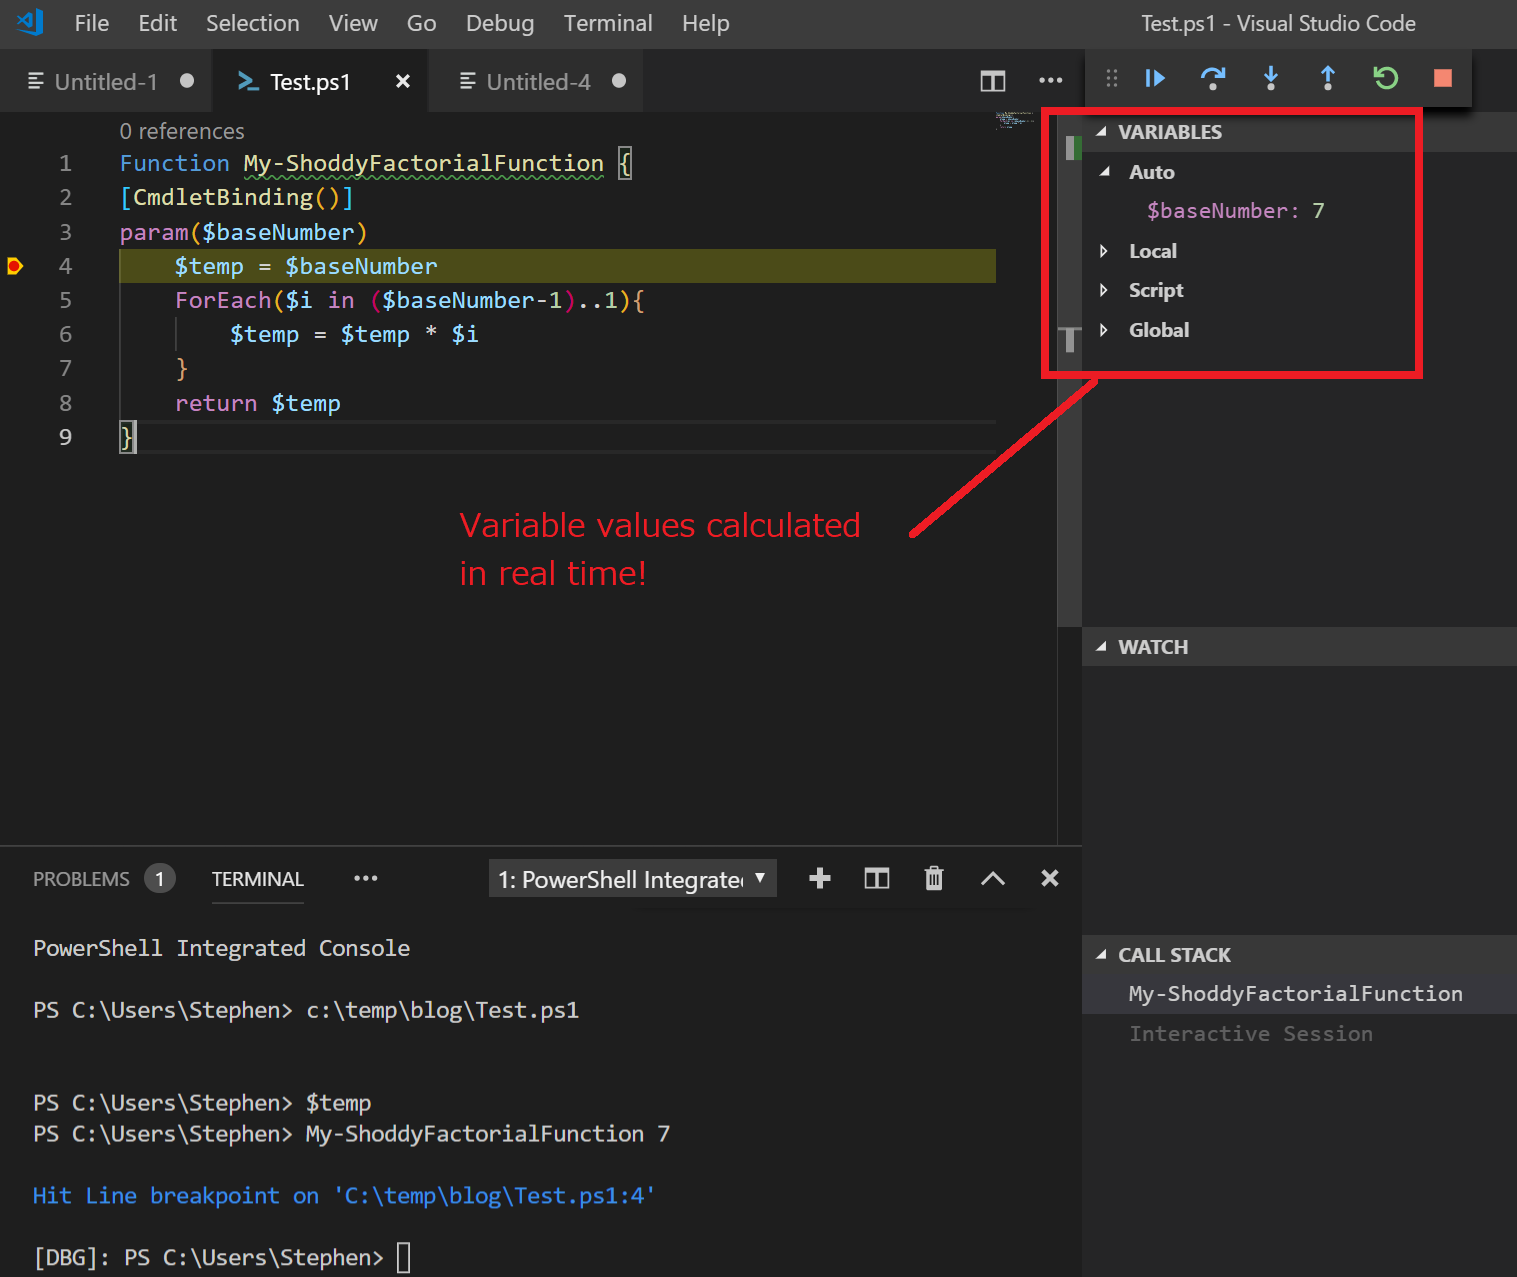 File Edit Selection View Go Debug Terminal Help Test.ps1 - Visual Studio Code
Untitled-1 Test.ps1 Untitled-4
0 references
1 Function My-ShoddyFactorialFunction {
2 [CmdletBinding()]
3 param($baseNumber)
4 $temp = $baseNumber
5 ForEach($i in ($baseNumber-1)..1){
6 $temp = $temp * $i
7 }
8 return $temp
9 }
Variable values calculated
in real time!
VARIABLES
Auto
$baseNumber: 7
Local
Script
Global
WATCH
CALL STACK
My-ShoddyFactorialFunction
Interactive Session
PROBLEMS 1 TERMINAL 1: PowerShell Integrate
PowerShell Integrated Console
PS C:\Users\Stephen> c:\temp\blog\Test.ps1
PS C:\Users\Stephen> $temp
PS C:\Users\Stephen> My-ShoddyFactorialFunction 7
Hit Line breakpoint on 'C:\temp\blog\Test.ps1:4'
[DBG]: PS C:\Users\Stephen>